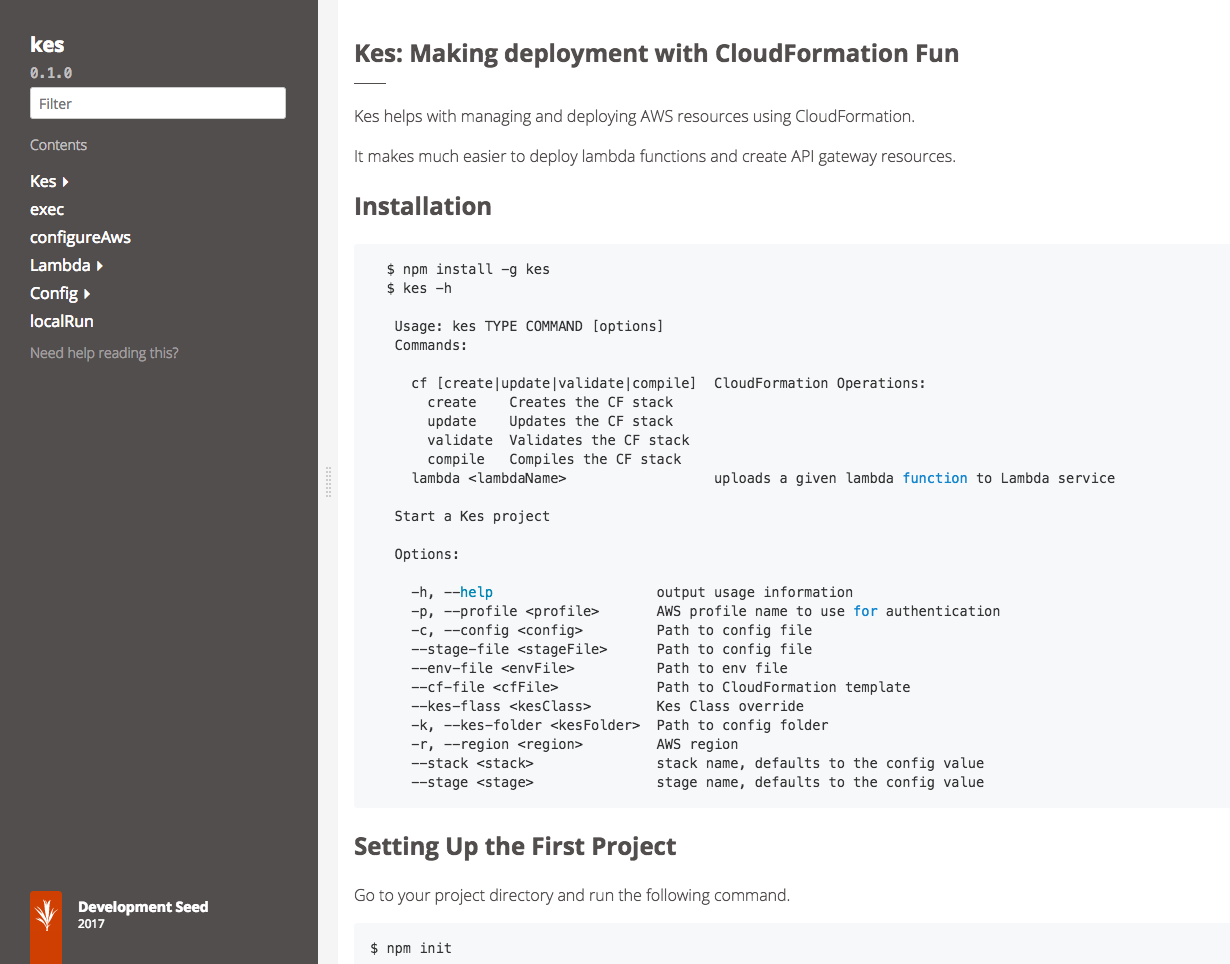 kes
0.1.0
Filter
Contents
Kes
exec
configureAws
Lambda
Config
localRun
Need help reading this?
Development Seed
2017
Kes: Making deployment with CloudFormation Fun
Kes helps with managing and deploying AWS resources using CloudFormation.
It makes much easier to deploy lambda functions and create API gateway resources.
Installation
$ npm install -g kes
$ kes -h
Usage: kes TYPE COMMAND [options]
Commands:
cf [create|update|validate|compile]  CloudFormation Operations:
create    Creates the CF stack
update    Updates the CF stack
validate  Validates the CF stack
compile   Compiles the CF stack
lambda <lambdaName>                  uploads a given lambda function to Lambda service
Start a Kes project
Options:
-h, --help                    output usage information
-p, --profile <profile>       AWS profile name to use for authentication
-c, --config <config>         Path to config file
--stage-file <stageFile>      Path to config file
--env-file <envFile>          Path to env file
--cf-file <cfFile>            Path to CloudFormation template
--kes-flass <kesClass>        Kes Class override
-k, --kes-folder <kesFolder>  Path to config folder
-r, --region <region>         AWS region
--stack <stack>               stack name, defaults to the config value
--stage <stage>               stage name, defaults to the config value
Setting Up the First Project
Go to your project directory and run the following command.
$ npm init